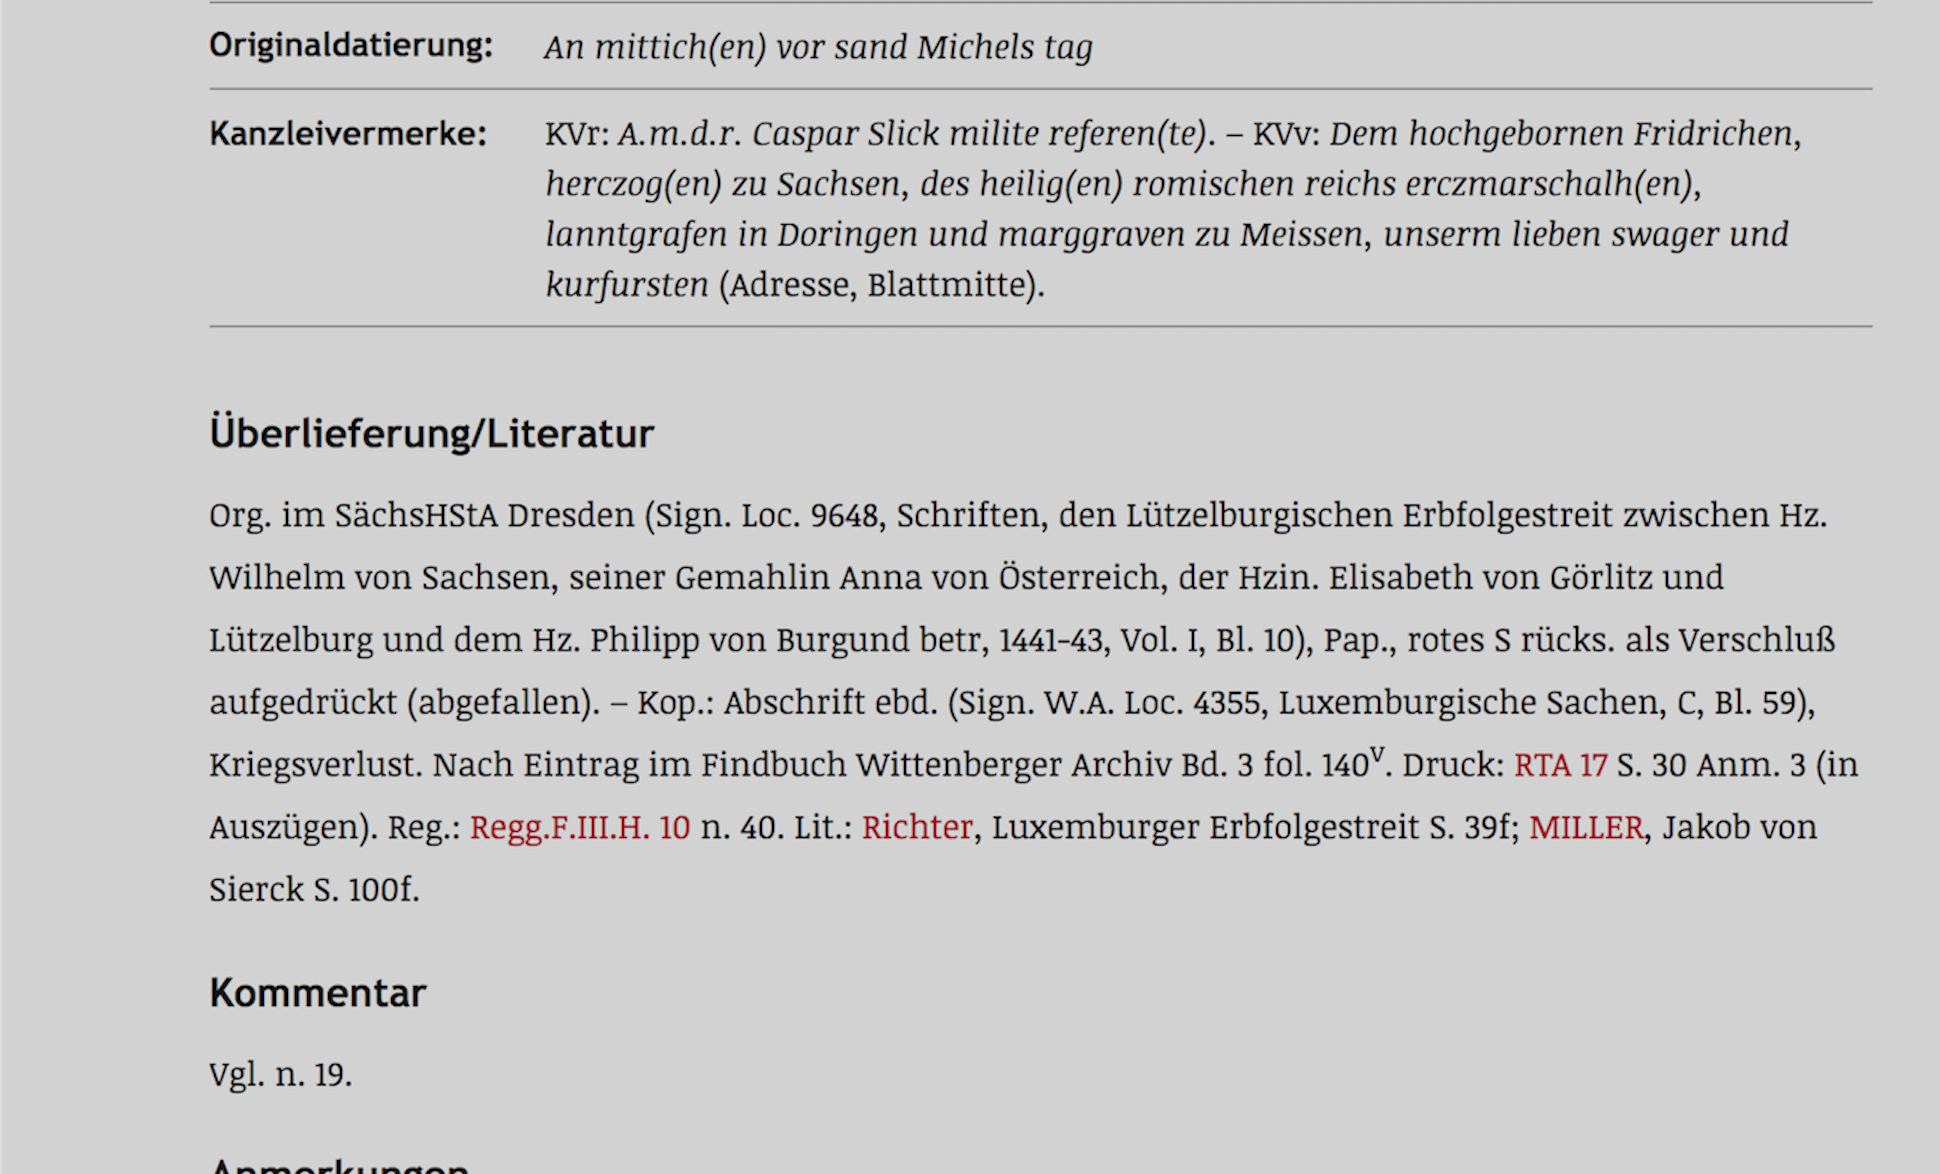 Originaldatierung: An mittich(en) vor sand Michels tag
Kanzleivermerke: KVr: A.m.d.r. Caspar Slick milite referen(te). – KVv: Dem hochgebornen Fridrichen,
herczog(en) zu Sachsen, des heilig(en) romischen reichs erczmarschalh(en),
lanntgrafen in Doringen und marggraven zu Meissen, unserm lieben swager und
kurfursten (Adresse, Blattmitte).
Überlieferung/Literatur
Org. im SächsHStA Dresden (Sign. Loc. 9648, Schriften, den Lützelburgischen Erbfolgestreit zwischen Hz.
Wilhelm von Sachsen, seiner Gemahlin Anna von Österreich, der Hzin. Elisabeth von Görlitz und
Lützelburg und dem Hz. Philipp von Burgund betr, 1441-43, Vol. I, Bl. 10), Pap., rotes S rücks. als Verschluß
aufgedrückt (abgefallen). – Kop.: Abschrift ebd. (Sign. W.A. Loc. 4355, Luxemburgische Sachen, C, Bl. 59),
Kriegsverlust. Nach Eintrag im Findbuch Wittenberger Archiv Bd. 3 fol. 140v. Druck: RTA 17 S. 30 Anm. 3 (in
Auszügen). Reg.: Regg.F.III.H. 10 n. 40. Lit.: Richter, Luxemburger Erbfolgestreit S. 39f; MILLER, Jakob von
Sierck S. 100f.
Kommentar
Vgl. n. 19.
Anmerkungen